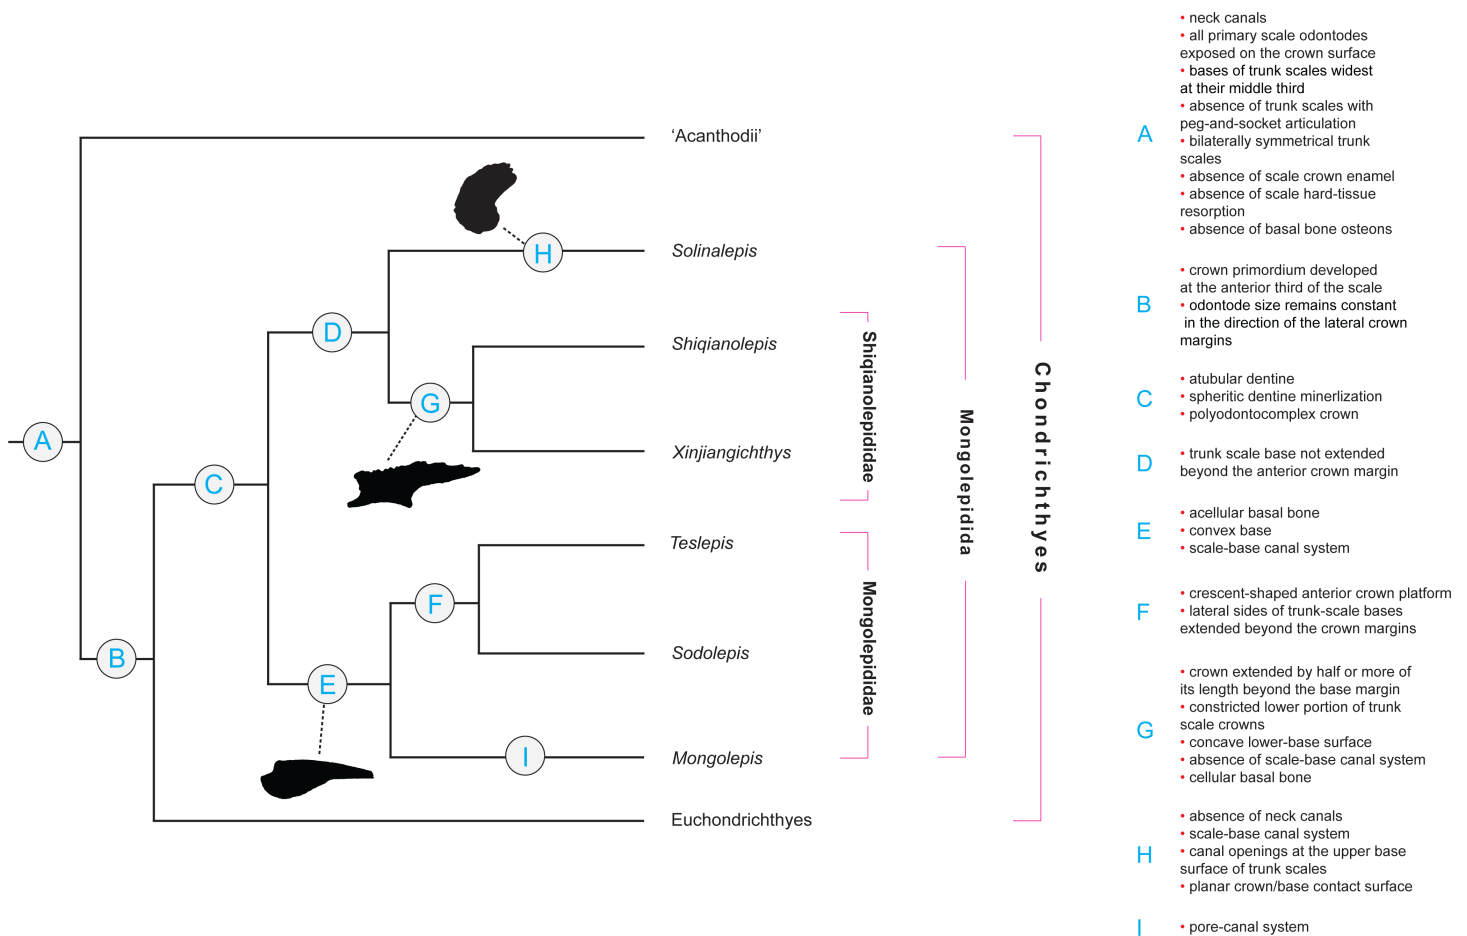 ‘Acanthodii’
H
Solinalepis
D
Shiqianolepis
G
Xinjiangichthys
A
C
Teslepis
F
Sodolepis
B
E
Mongolepis
I
Euchondrichthyes
Shiqianolepididae
Mongolepididae
Mongolepidida
Chondrichthyes
A
• neck canals
• all primary scale odontodes
exposed on the crown surface
• bases of trunk scales widest
at their middle third
• absence of trunk scales with
peg-and-socket articulation
• bilaterally symmetrical trunk
scales
• absence of scale crown enamel
• absence of scale hard-tissue
resorption
• absence of basal bone osteons
B
• crown primordium developed
at the anterior third of the scale
• odontode size remains constant
in the direction of the lateral crown
margins
C
• atubular dentine
• spheritic dentine minerlization
• polyodontocomplex crown
D
• trunk scale base not extended
beyond the anterior crown margin
E
• acellular basal bone
• convex base
• scale-base canal system
F
• crescent-shaped anterior crown platform
• lateral sides of trunk-scale bases
extended beyond the crown margins
G
• crown extended by half or more of
its length beyond the base margin
• constricted lower portion of trunk
scale crowns
• concave lower-base surface
• absence of scale-base canal system
• cellular basal bone
H
• absence of neck canals
• scale-base canal system
• canal openings at the upper base
surface of trunk scales
• planar crown/base contact surface
I
• pore-canal system